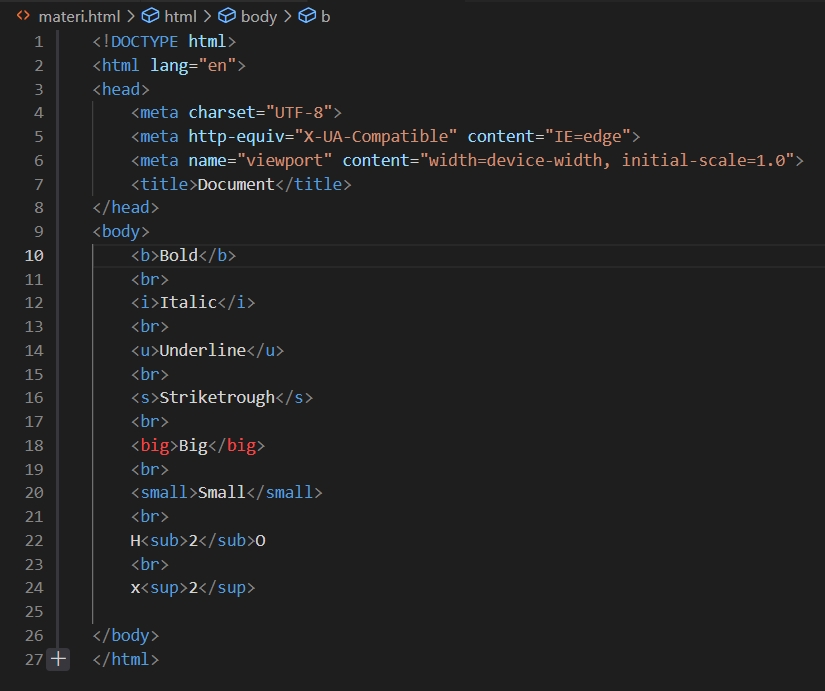 materi.html > html > body > b
1 <!DOCTYPE html>
2 <html lang="en">
3 <head>
4 <meta charset="UTF-8">
5 <meta http-equiv="X-UA-Compatible" content="IE=edge">
6 <meta name="viewport" content="width=device-width, initial-scale=1.0">
7 <title>Document</title>
8 </head>
9 <body>
10 <b>Bold</b>
11 <br>
12 <i>Italic</i>
13 <br>
14 <u>Underline</u>
15 <br>
16 <s>Striketrough</s>
17 <br>
18 <big>Big</big>
19 <br>
20 <small>Small</small>
21 <br>
22 H<sub>2</sub>O
23 <br>
24 x<sup>2</sup>
25
26 </body>
27 </html>